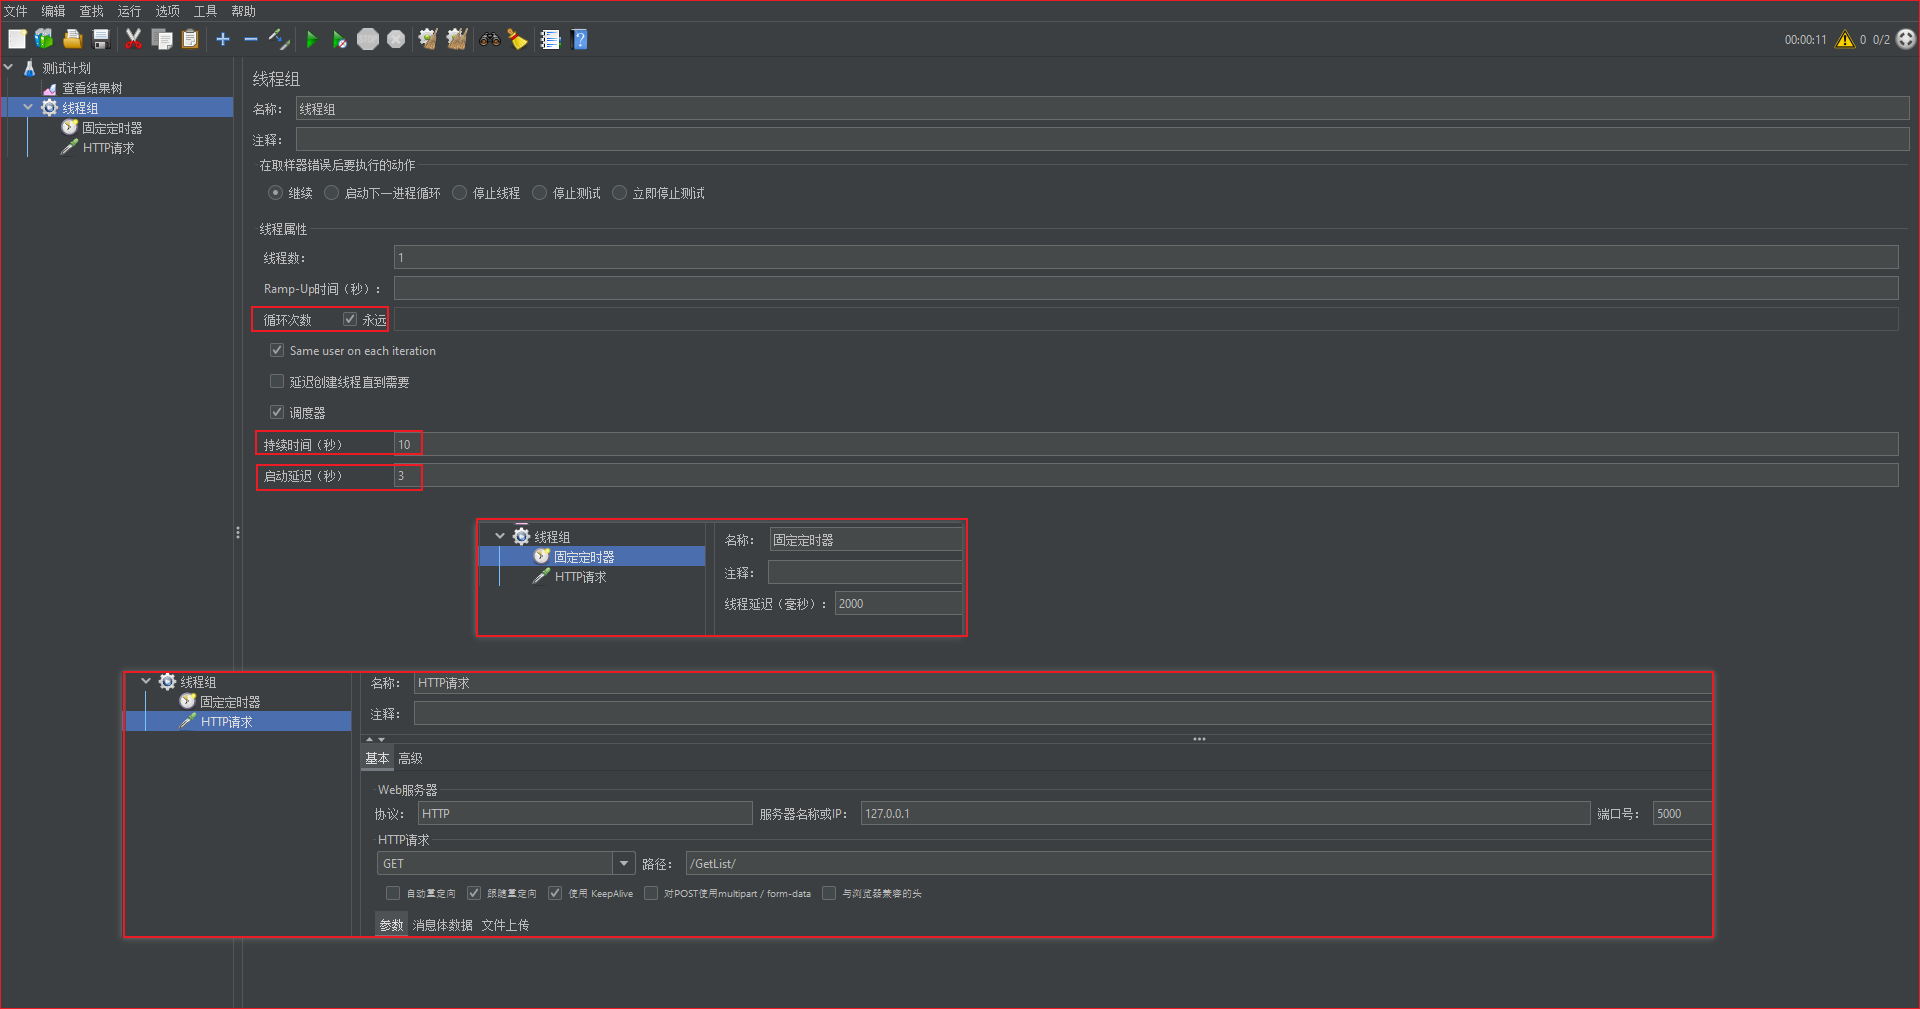 文件 编辑 查找 运行 选项 工具 帮助
STOP
00:00:11 0 0/2
测试计划
查看结果树
线程组
固定定时器
HTTP请求
线程组
名称: 线程组
注释:
在取样器错误后要执行的动作
继续 启动下一进程循环 停止线程 停止测试 立即停止测试
线程属性
线程数: 1
Ramp-Up时间（秒）:
循环次数 永远
Same user on each iteration
延迟创建线程直到需要
调度器
持续时间（秒） 10
启动延迟（秒） 3
线程组
固定定时器
HTTP请求
名称: 固定定时器
注释:
线程延迟（毫秒）: 2000
线程组
固定定时器
HTTP请求
名称: HTTP请求
注释:
基本 高级
Web服务器
协议: HTTP 服务器名称或IP: 127.0.0.1 端口号: 5000
HTTP请求
GET 路径: /GetList/
自动重定向 跟随重定向 使用 KeepAlive 对POST使用multipart / form-data 与浏览器兼容的头
参数 消息体数据 文件上传